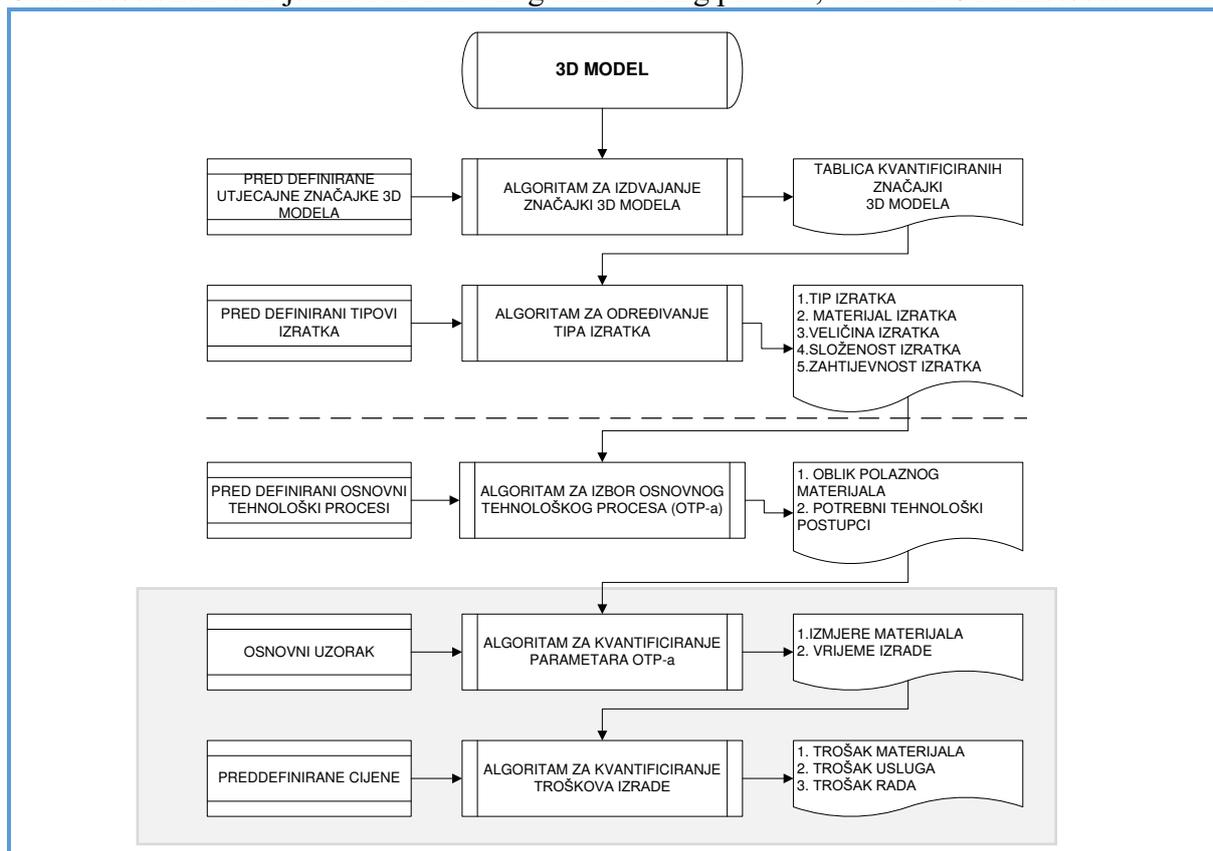 3D MODEL
PRED DEFINIRANE
UTJECAJNE ZNAČAJKE 3D
MODELA
ALGORITAM ZA IZDVAJANJE
ZNAČAJKI 3D MODELA
TABLICA KVANTIFICIRANIH
ZNAČAJKI
3D MODELA
PRED DEFINIRANI TIPOVI
IZRATKA
ALGORITAM ZA ODREĐIVANJE
TIPA IZRATKA
1.TIP IZRATKA
2. MATERIJAL IZRATKA
3.VELIČINA IZRATKA
4.SLOŽENOST IZRATKA
5.ZAHTIJEVNOST IZRATKA
PRED DEFINIRANI OSNOVNI
TEHNOLOŠKI PROCESI
ALGORITAM ZA IZBOR OSNOVNOG
TEHNOLOŠKOG PROCESA (OTP-a)
1. OBLIK POLAZNOG
MATERIJALA
2. POTREBNI TEHNOLOŠKI
POSTUPCI
OSNOVNI UZORAK
ALGORITAM ZA KVANTIFICIRANJE
PARAMETARA OTP-a
1.IZMJERE MATERIJALA
2. VRIJEME IZRADE
PREDDEFINIRANE CIJENE
ALGORITAM ZA KVANTIFICIRANJE
TROŠKOVA IZRADE
1. TROŠAK MATERIJALA
2. TROŠAK USLUGA
3. TROŠAK RADA